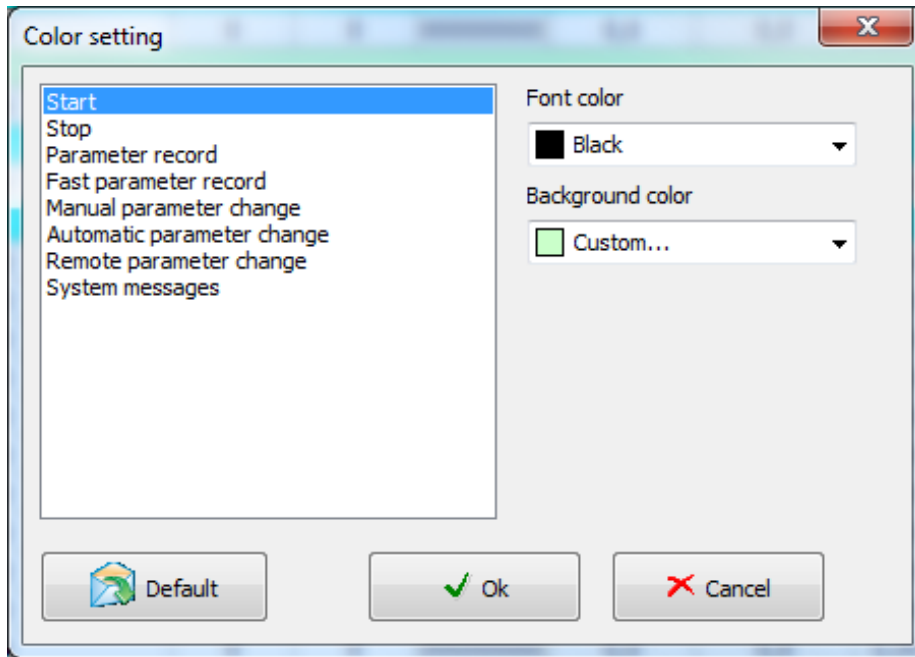 Color setting
Start
Stop
Parameter record
Fast parameter record
Manual parameter change
Automatic parameter change
Remote parameter change
System messages
Font color
Black
Background color
Custom...
Default
Ok
Cancel